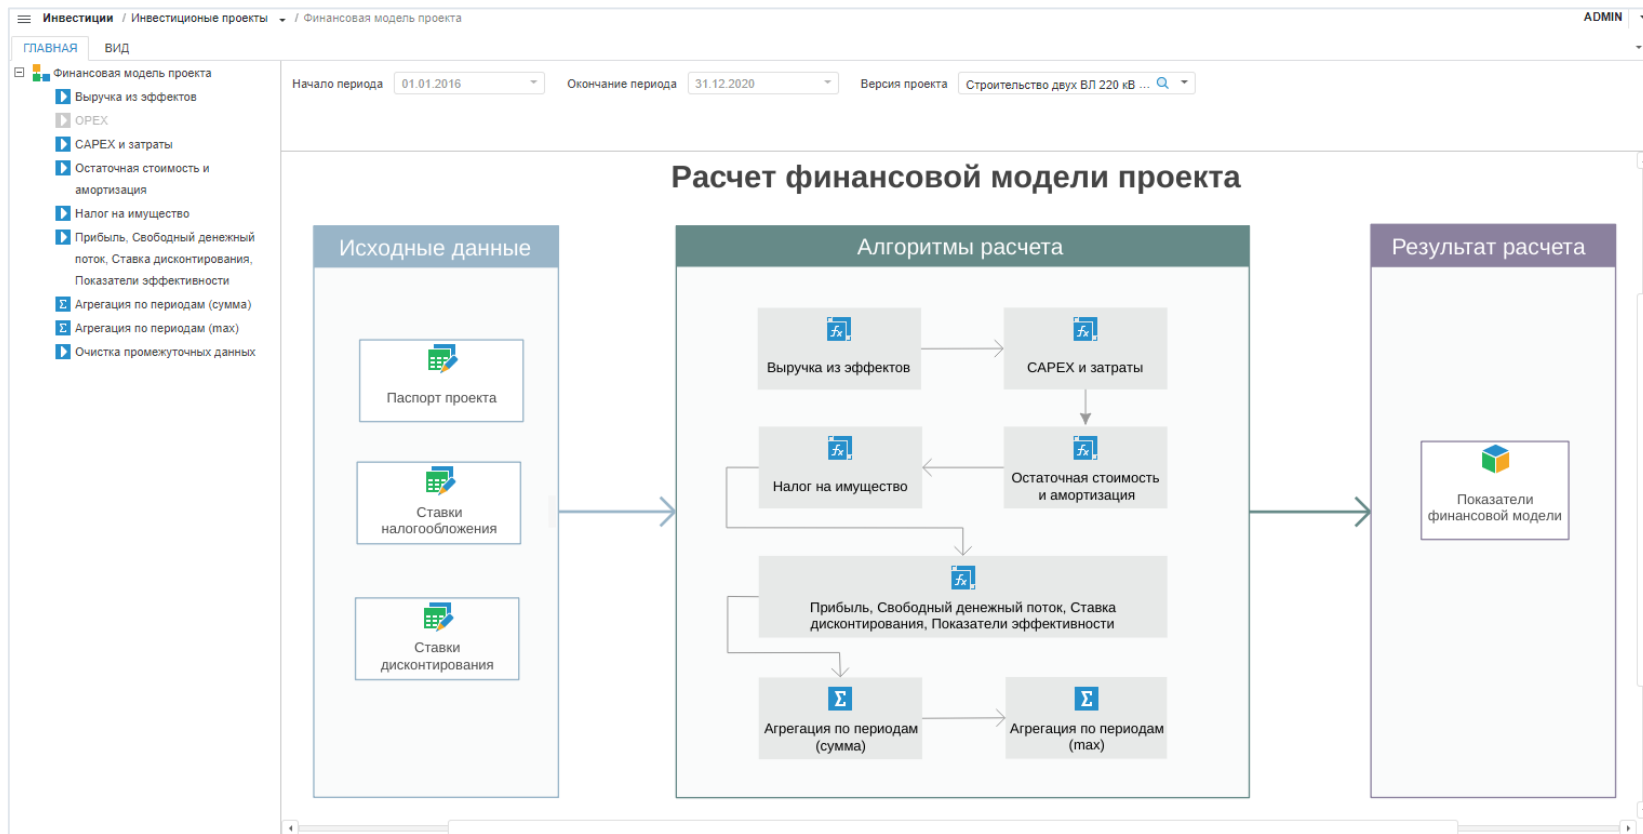 Инвестиции / Инвестиционые проекты / Финансовая модель проекта
ADMIN
ГЛАВНАЯ ВИД
Финансовая модель проекта
Выручка из эффектов
OPEX
CAPEX и затраты
Остаточная стоимость и
амортизация
Налог на имущество
Прибыль, Свободный денежный
поток, Ставка дисконтирования,
Показатели эффективности
Агрегация по периодам (сумма)
Агрегация по периодам (max)
Очистка промежуточных данных
Начало периода 01.01.2016 Окончание периода 31.12.2020 Версия проекта Строительство двух ВЛ 220 кВ ...
Расчет финансовой модели проекта
Исходные данные
Паспорт проекта
Ставки
налогообложения
Ставки
дисконтирования
Алгоритмы расчета
Выручка из эффектов
CAPEX и затраты
Остаточная стоимость
и амортизация
Налог на имущество
Прибыль, Свободный денежный поток, Ставка
дисконтирования, Показатели эффективности
Агрегация по периодам
(сумма)
Агрегация по периодам
(max)
Результат расчета
Показатели
финансовой модели